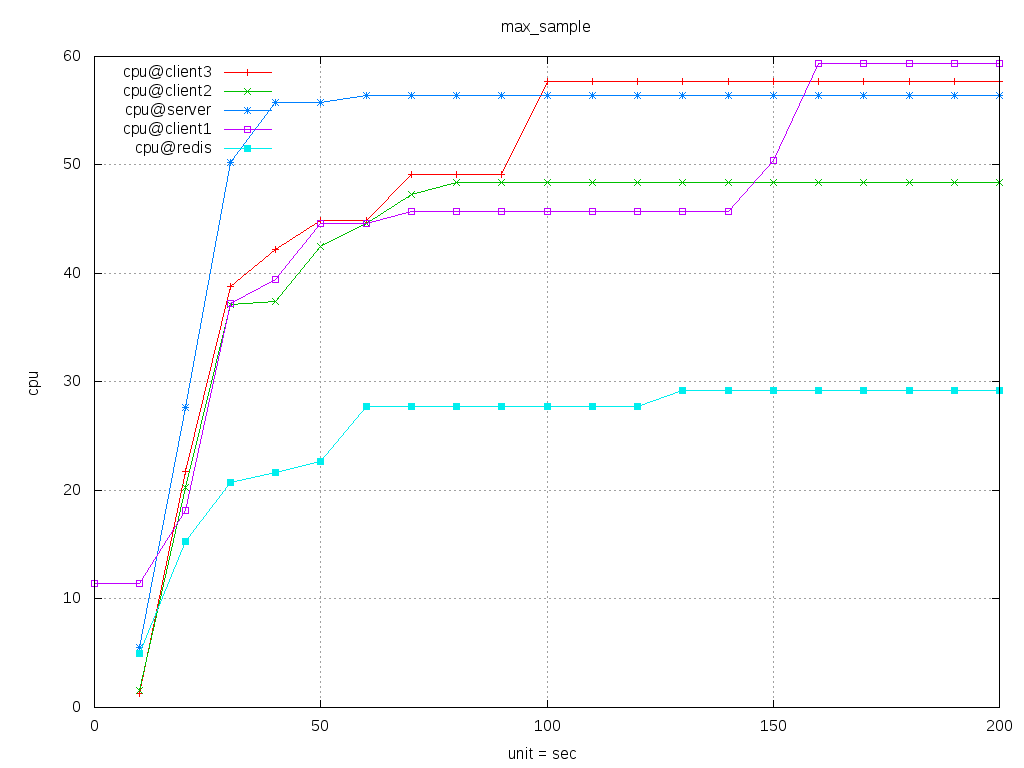 max_sample
60
50
40
30
20
10
0
cpu
cpu@client3
cpu@client2
cpu@server
cpu@client1
cpu@redis
0 50 100 150 200
unit = sec